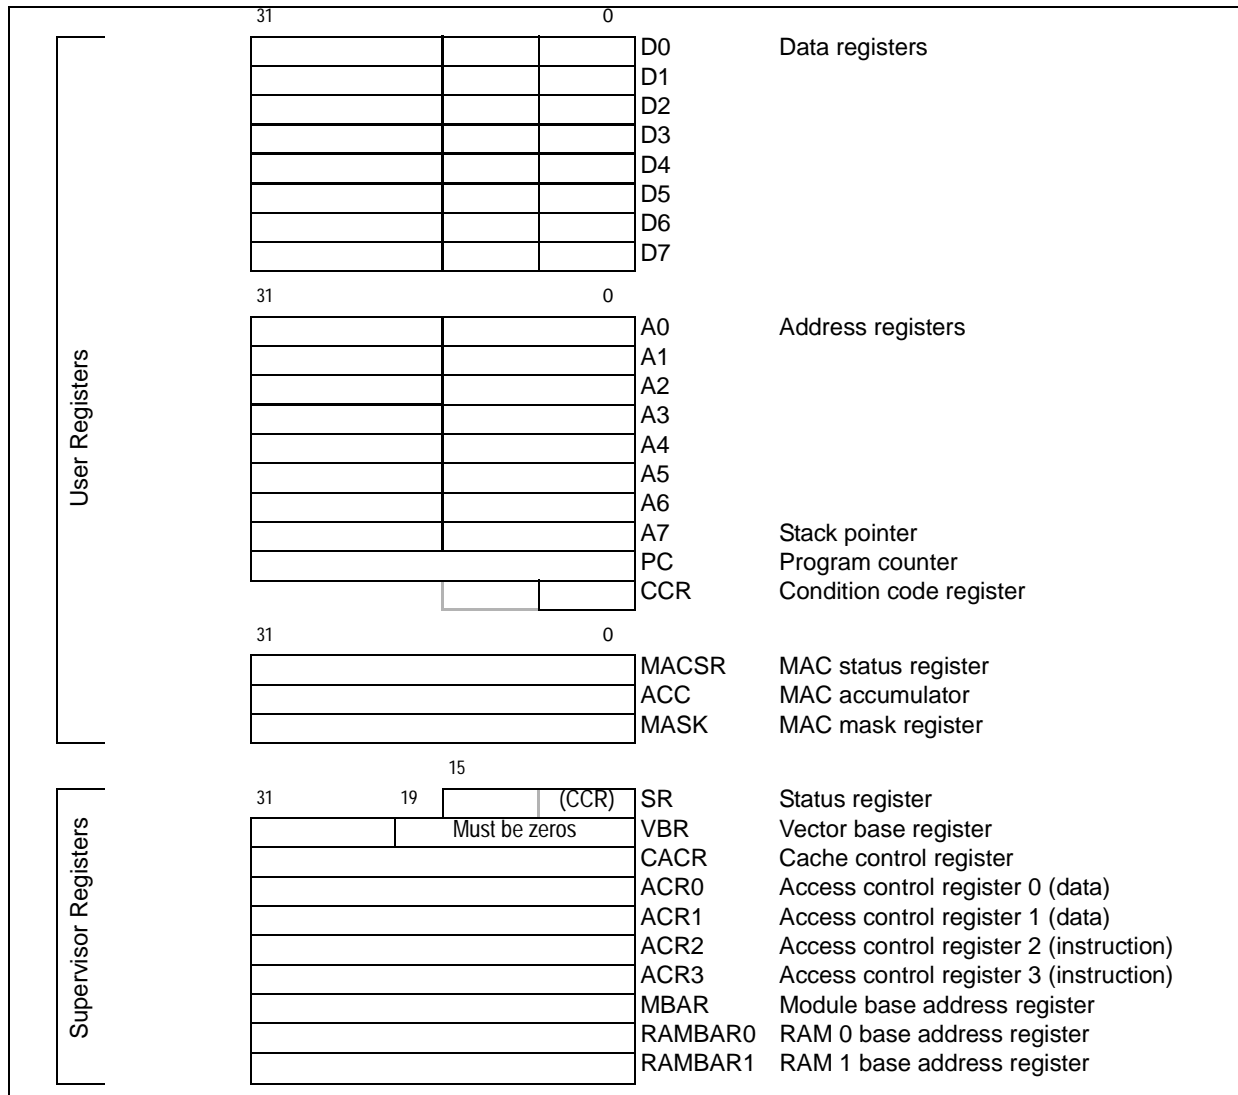 31 0
D0 Data registers
D1
D2
D3
D4
D5
D6
D7
31 0
A0 Address registers
A1
A2
A3
A4
A5
A6
A7 Stack pointer
PC Program counter
CCR Condition code register
User Registers
31 0
MACSR MAC status register
ACC MAC accumulator
MASK MAC mask register
15
31 19 (CCR) SR Status register
Must be zeros VBR Vector base register
CACR Cache control register
ACR0 Access control register 0 (data)
ACR1 Access control register 1 (data)
ACR2 Access control register 2 (instruction)
ACR3 Access control register 3 (instruction)
MBAR Module base address register
RAMBAR0 RAM 0 base address register
RAMBAR1 RAM 1 base address register
Supervisor Registers